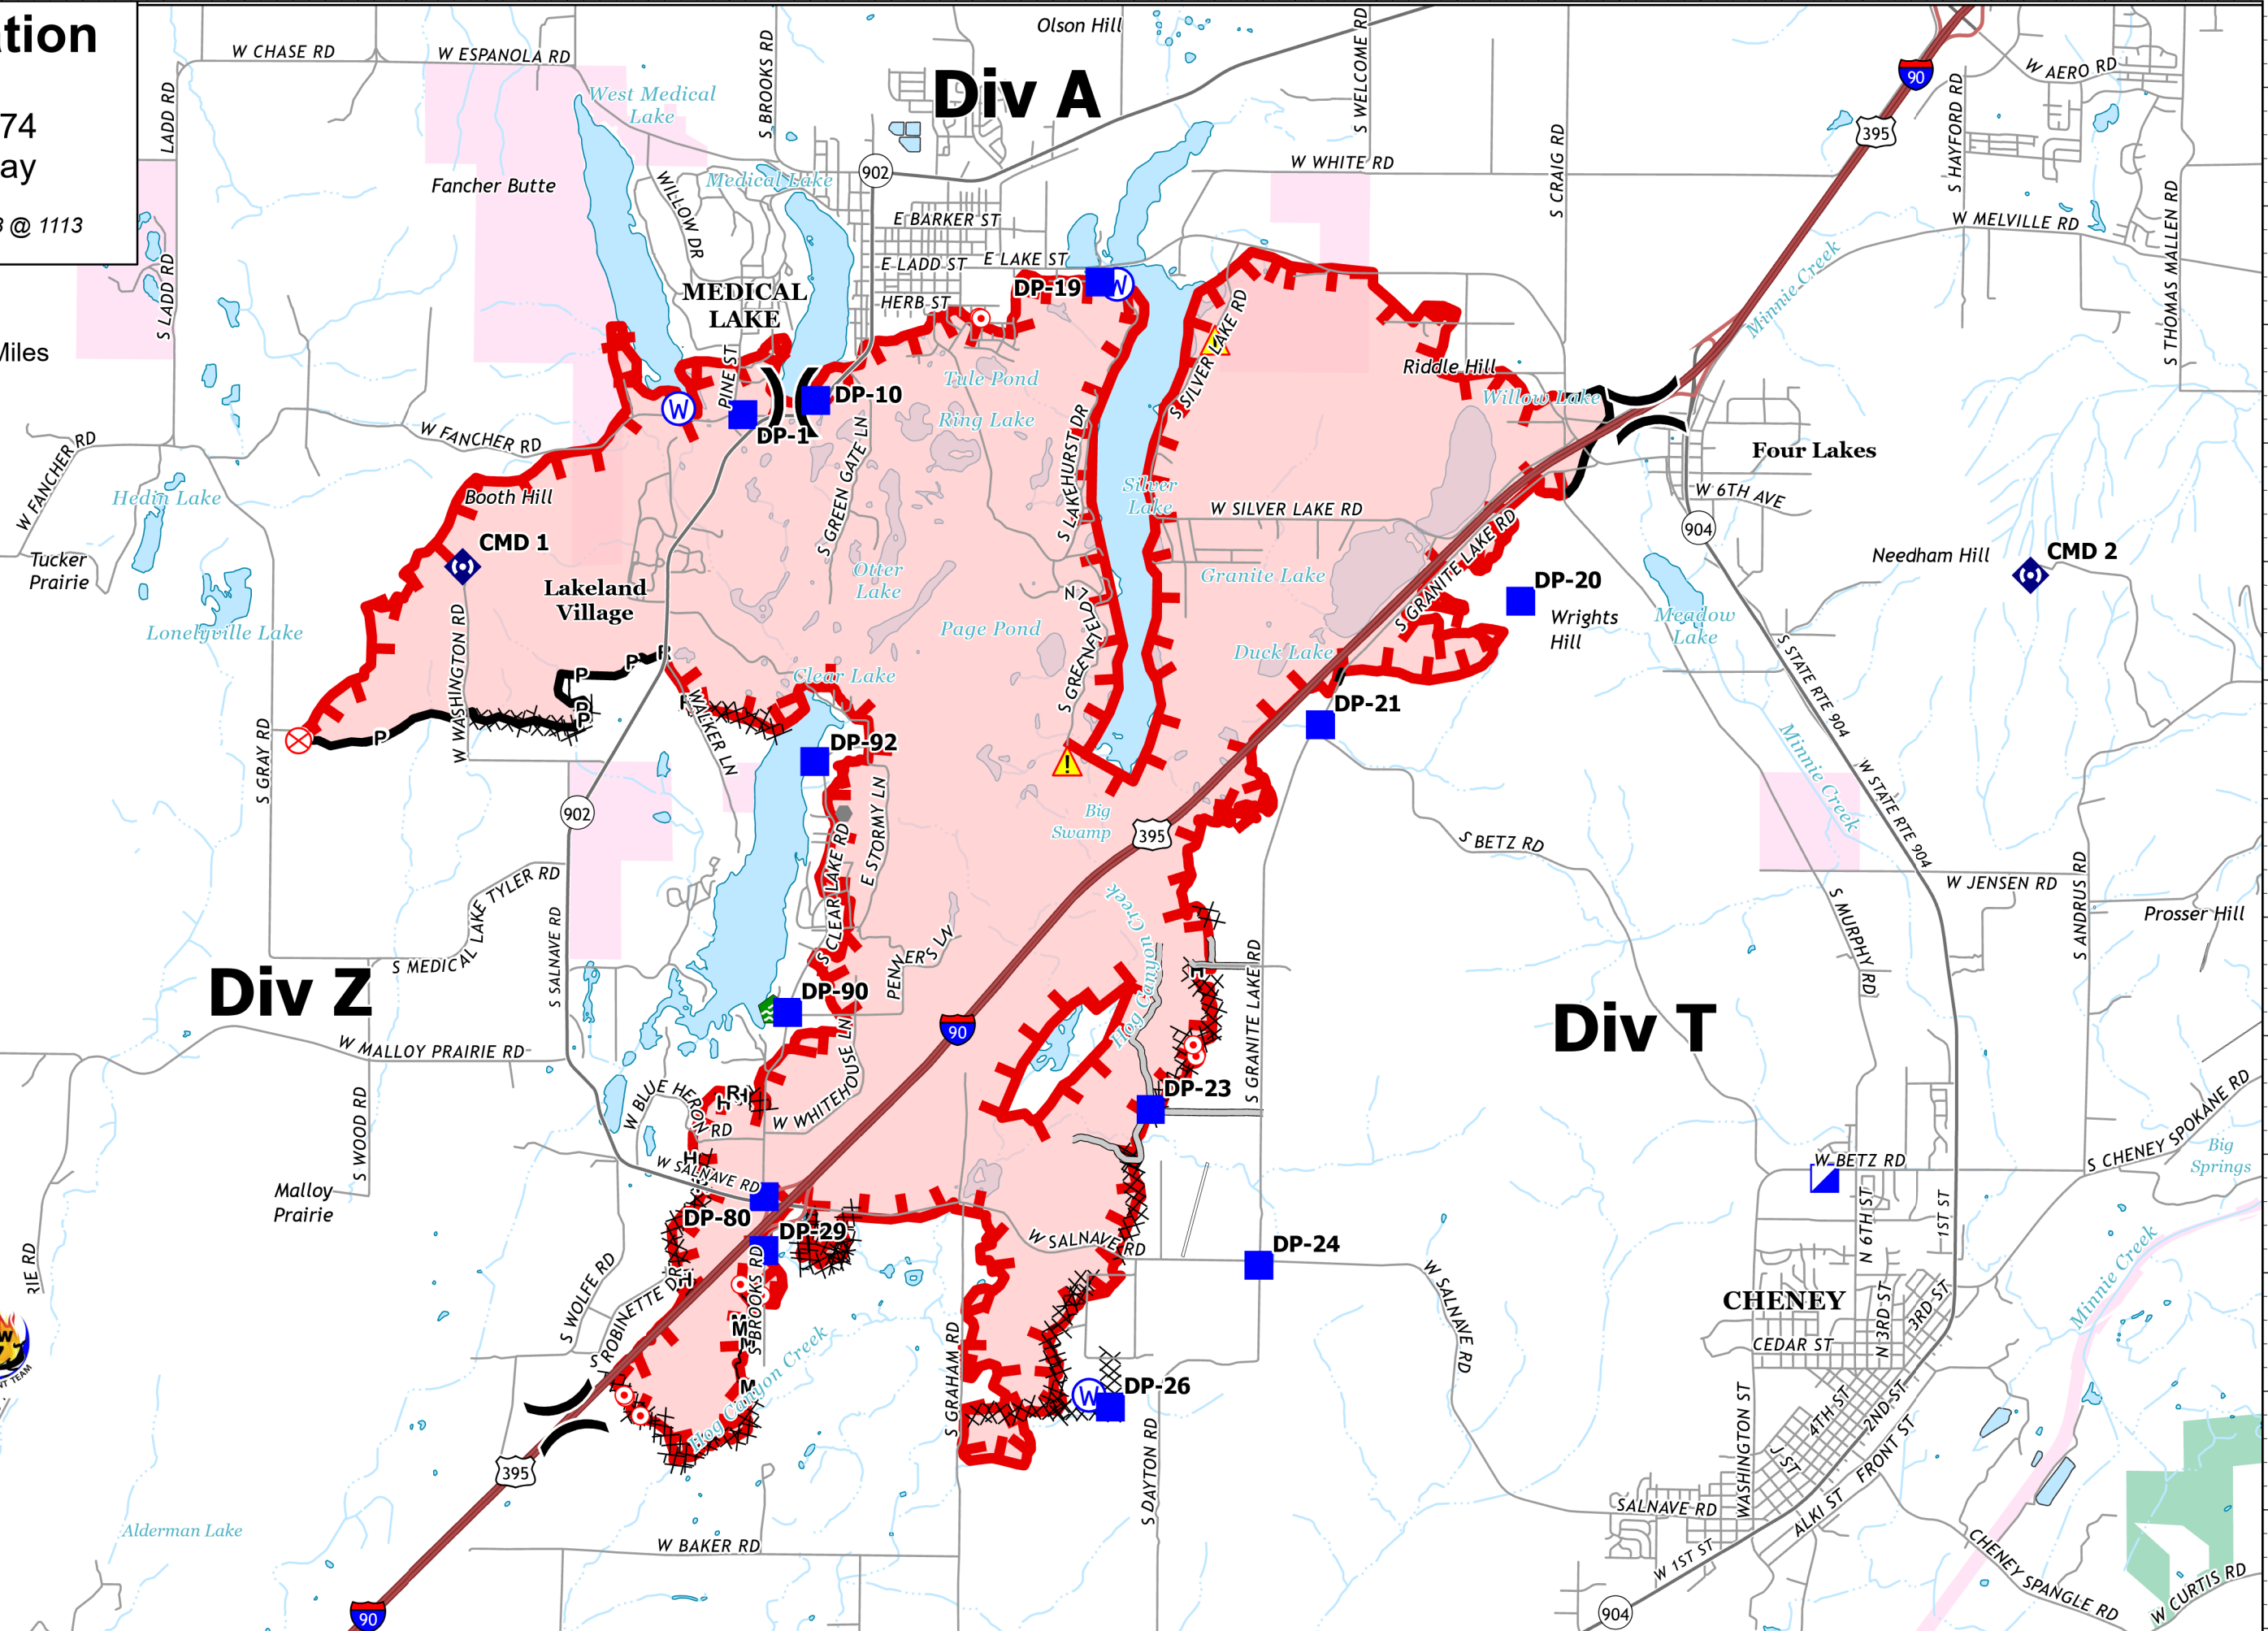 ation
74
ay
3 @ 1113
Miles
Olson Hill
Div A
W CHASE RD
W ESPANOLA RD
S BROOKS RD
S WELCOME RD
90
W AERO RD
395
LADD RD
West Medical
Lake
S HAYFORD RD
S CRAIG RD
W WHITE RD
902
Fancher Butte
Medical Lake
WILLOW DR
E BARKER ST
W MELVILLE RD
S THOMAS MALLEN RD
S LADD RD
E LADD ST
E LAKE ST
Minnie Creek
MEDICAL
LAKE
HERB ST
DP-19
W
S SILVER LAKE RD
PINE ST
Tule Pond
Riddle Hill
Willow Lake
W
DP-10
DP-1
Ring Lake
W FANCHER RD
W FANCHER RD
S GREEN GATE LN
S LAKEHURST DR
Four Lakes
Hedin Lake
Booth Hill
Silver
Lake
W SILVER LAKE RD
W 6TH AVE
904
Tucker
Prairie
CMD 1
Otter
Lake
Granite Lake
S GRANITE LAKE RD
DP-20
Needham Hill
CMD 2
Lakeland
Village
Lonelyville Lake
W WASHINGTON RD
Page Pond
N
S GREENFIELD
Duck Lake
Wrights
Hill
Meadow
Lake
P
P
R
P
P
P
P
Clear Lake
WALKER LN
DP-21
S STATE RTE 904
S GRAY RD
DP-92
!
Minnie Creek
W STATE RTE 904
902
Big
Swamp
395
S CLEAR LAKE RD
E STORMY LN
S BETZ RD
S MEDICAL LAKE TYLER RD
W JENSEN RD
S ANDRUS RD
S MURPHY RD
Prosser Hill
S SALNAVE RD
PENNERS LN
Hog Canyon Creek
H
S GRANITE LAKE RD
Div Z
DP-90
90
Div T
W MALLOY PRAIRIE RD
S WOOD RD
W BLUE HERON RD
H
R
H
W WHITEHOUSE LN
DP-23
S CHENEY SPOKANE RD
Big
Springs
H
W SALNAVE RD
W BETZ RD
Malloy
Prairie
DP-80
DP-29
W SALNAVE RD
DP-24
N 6TH ST
1ST ST
RIE RD
S WOLFE RD
H
S ROBINETTE DR
S BROOKS RD
M
M
M
W SALNAVE RD
CHENEY
Minnie Creek
CEDAR ST
N 3RD ST
3RD ST
W
NT TEAM
Hog Canyon Creek
S GRAHAM RD
W
DP-26
S DAYTON RD
WASHINGTON ST
4TH ST
2ND ST
J ST
FRONT ST
395
Alderman Lake
W BAKER RD
SALNAVE RD
ALKI ST
W 1ST ST
CHENEY SPANGLE RD
W CURTIS RD
90
904